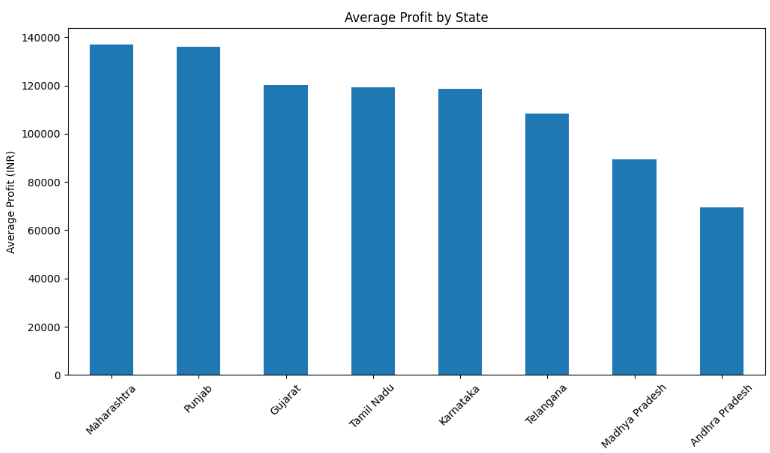 Average Profit by State
Average Profit (INR)
140000
120000
100000
80000
60000
40000
20000
0
Maharashtra
Punjab
Gujarat
Tamil Nadu
Karnataka
Telangana
Madhya Pradesh
Andhra Pradesh